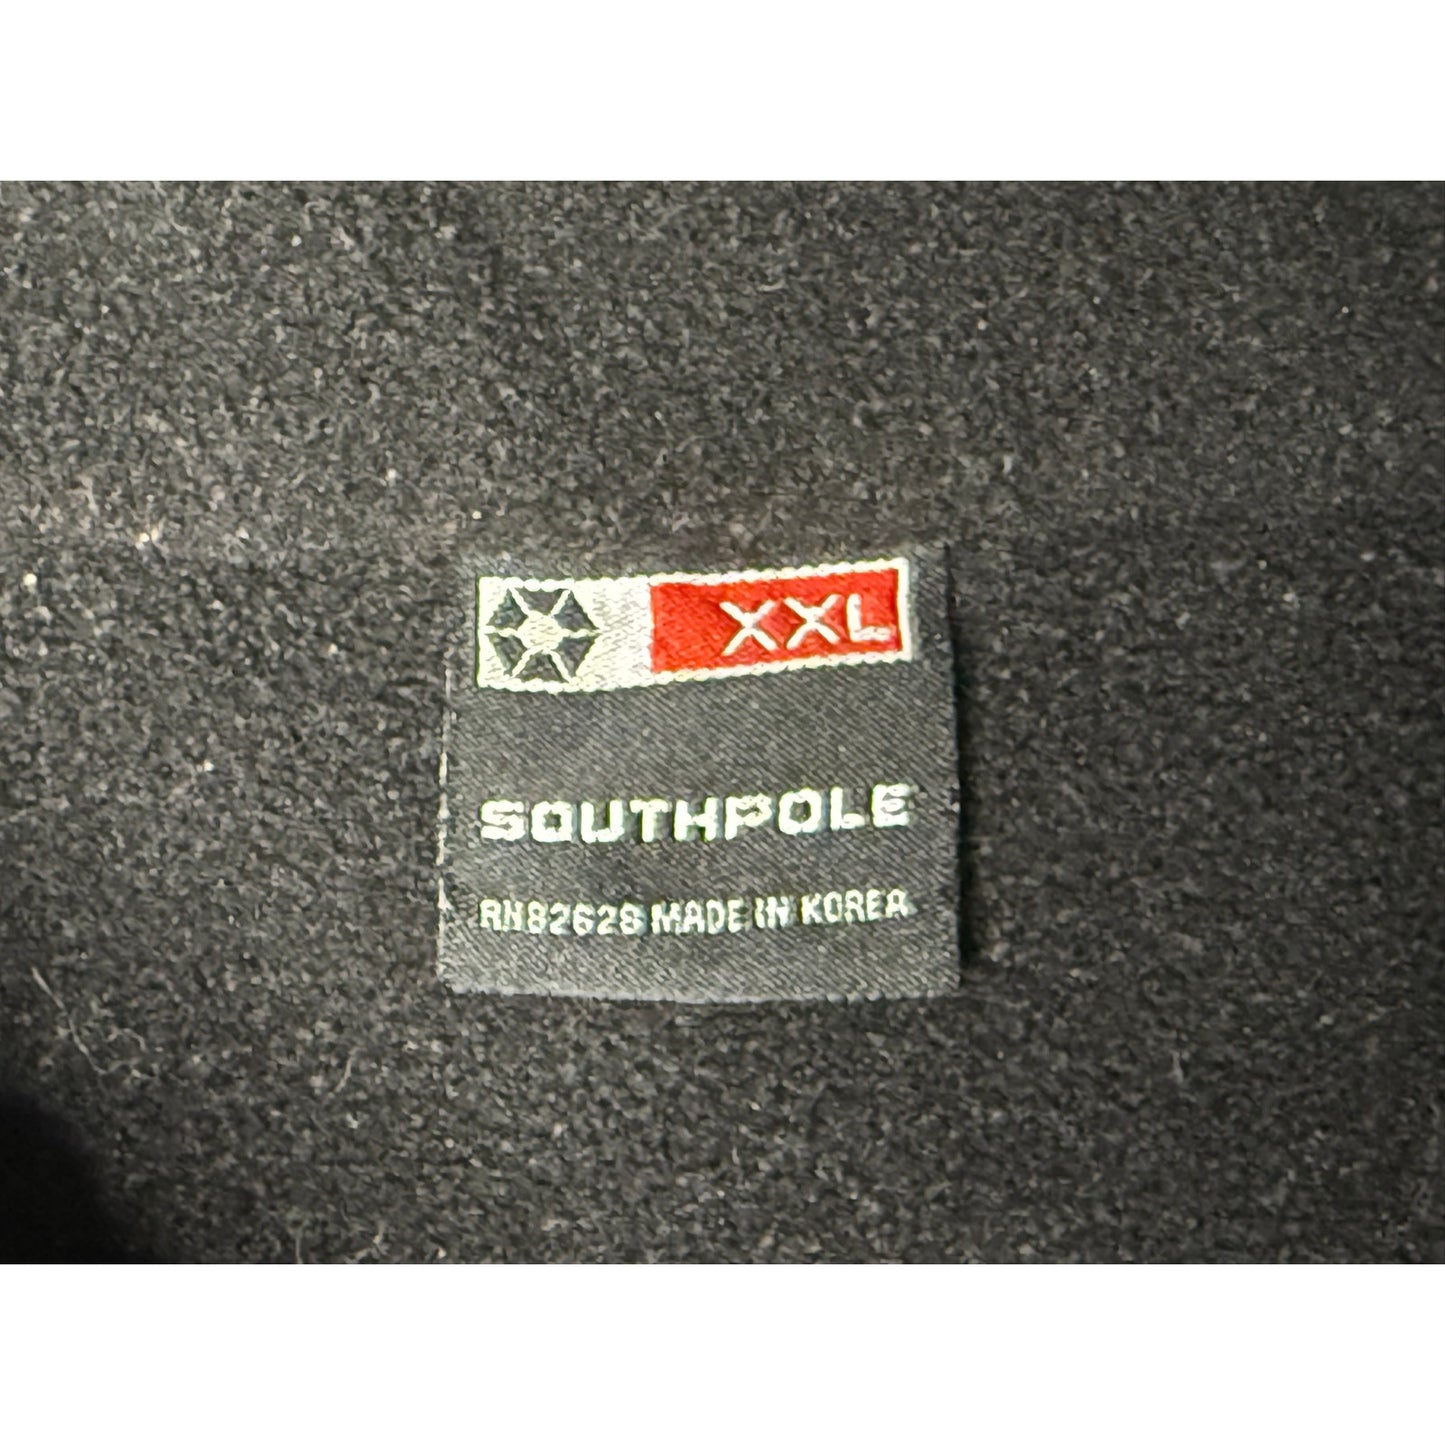 XXL
SOUTHPOLE
RN82628 MADE IN KOREA